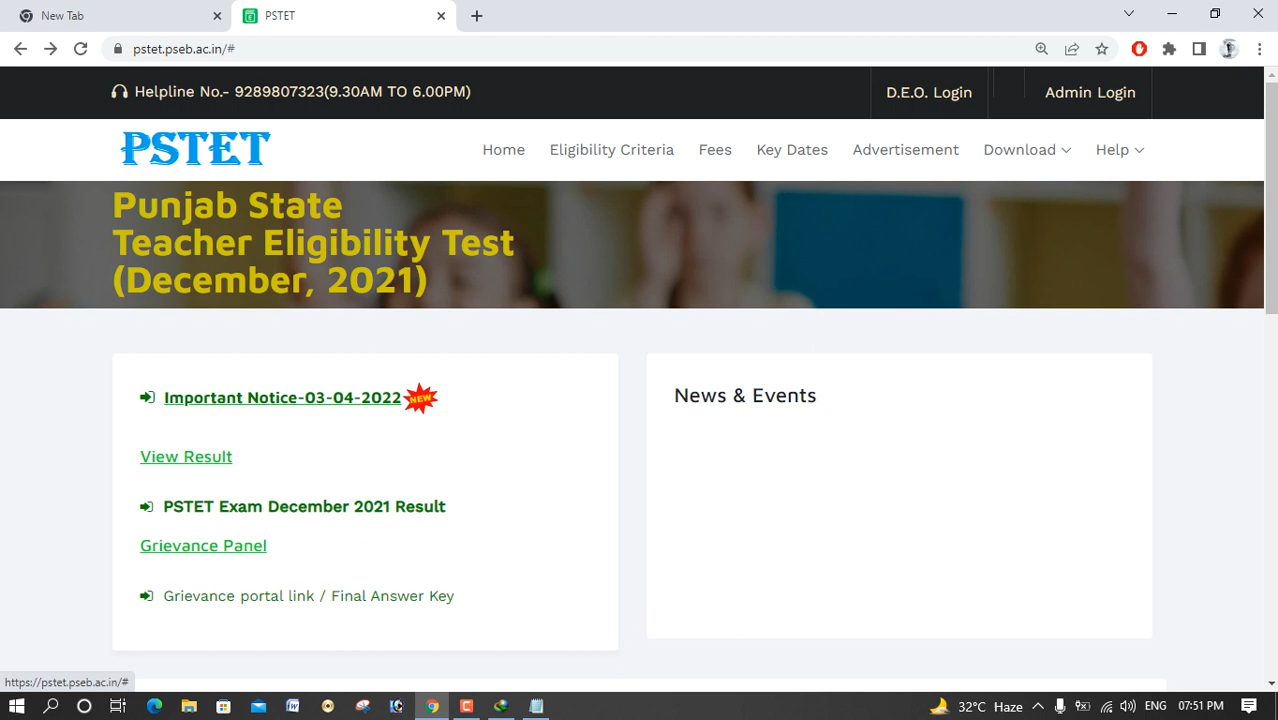 New Tab
PSTET
pstet.pseb.ac.in/#
Helpline No.- 9289807323(9.30AM TO 6.00PM)
D.E.O. Login
Admin Login
PSTET
Home
Eligibility Criteria
Fees
Key Dates
Advertisement
Download
Help
Punjab State
Teacher Eligibility Test
(December, 2021)
Important Notice-03-04-2022 NEW
View Result
PSTET Exam December 2021 Result
Grievance Panel
Grievance portal link / Final Answer Key
News & Events
https://pstet.pseb.ac.in/#
32°C Haze
ENG
07:51 PM